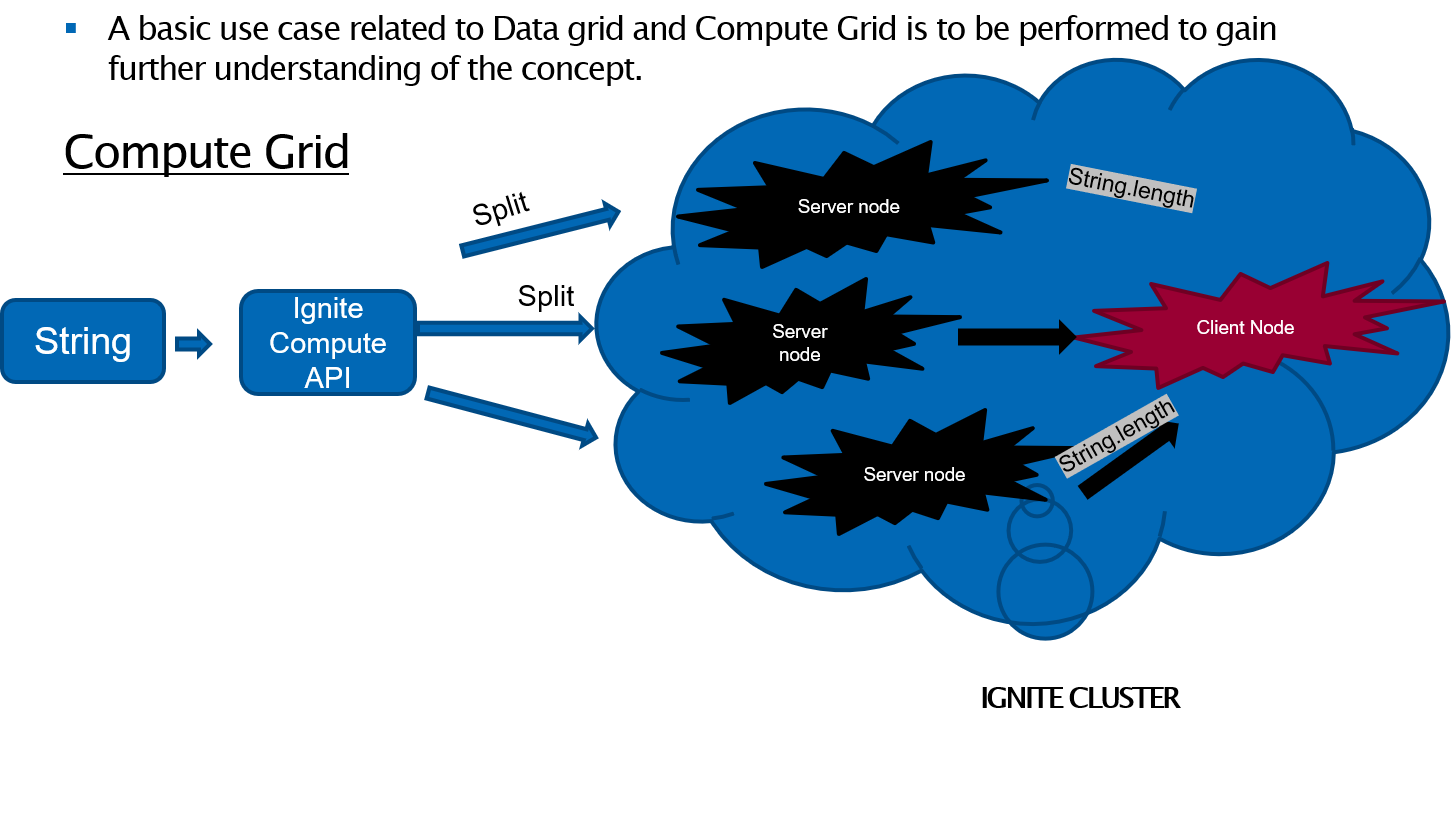 A basic use case related to Data grid and Compute Grid is to be performed to gain
further understanding of the concept.
Compute Grid
Split
String.length
Server node
Split
String
Ignite
Compute
API
Server
node
Client Node
String.length
Server node
IGNITE CLUSTER